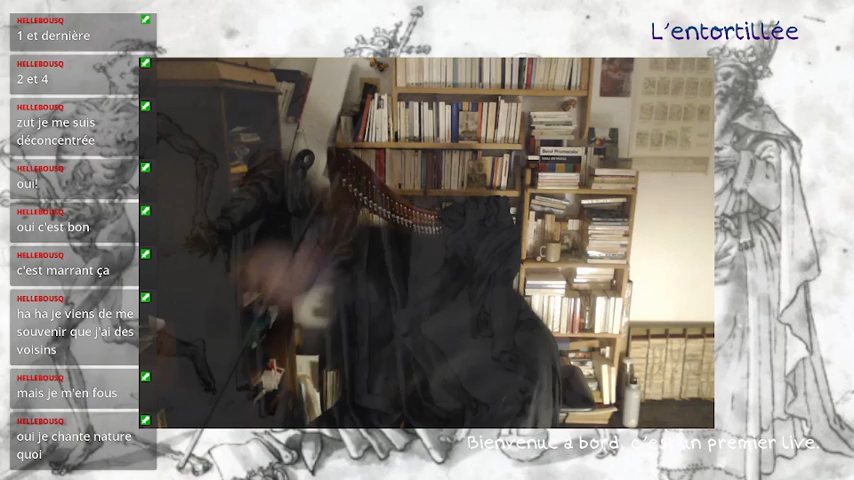 L'entortillée
HELLEBOUSQ
1 et dernière
HELLEBOUSQ
2 et 4
HELLEBOUSQ
zut je me suis
déconcentrée
HELLEBOUSQ
oui!
HELLEBOUSQ
oui c'est bon
HELLEBOUSQ
c'est marrant ça
HELLEBOUSQ
ha ha je viens de me
souvenir que j'ai des
voisins
HELLEBOUSQ
mais je m'en fous
HELLEBOUSQ
oui je chante nature
quoi
Bienvenue à bord, c'est un premier live.